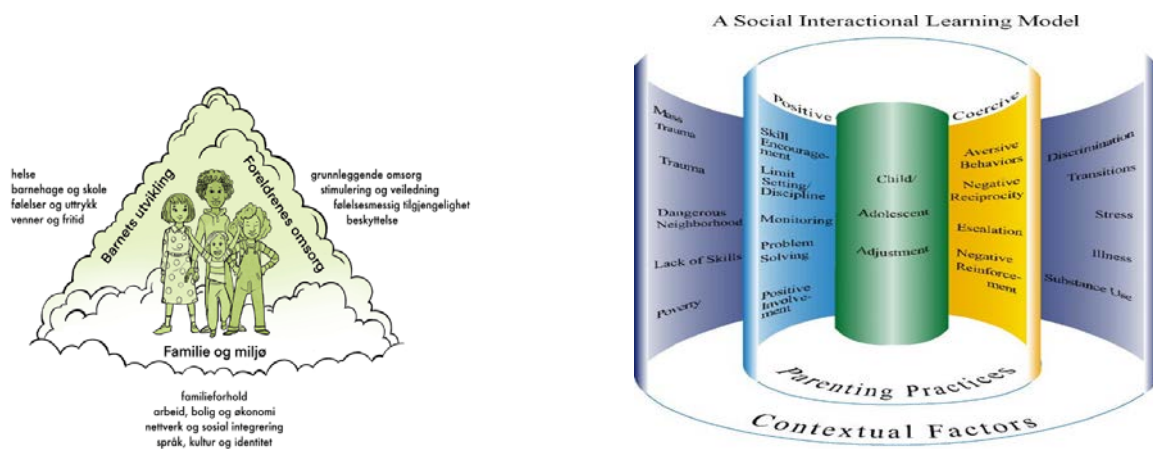 helse
barnehage og skole
følelser og uttrykk
venner og fritid
Barnets utvikling
Foreldrenes omsorg
grunnleggende omsorg
stimulering og veiledning
følelsesmessig tilgjengelighet
beskyttelse
Familie og miljø
familieforhold
arbeid, bolig og økonomi
nettverk og sosial integrering
språk, kultur og identitet
A Social Interactional Learning Model
Mass
Trauma
Trauma
Dangerous
Neighborhood
Lack of Skills
Poverty
Positive
Skill
Encourage-
ment
Limit
Setting/
Discipline
Monitoring
Problem
Solving
Positive
Involve-
ment
Child/
Adolescent
Adjustment
Coercive
Aversive
Behaviors
Negative
Reciprocity
Escalation
Negative
Reinforce-
ment
Discrimination
Transitions
Stress
Illness
Substance Use
Parenting Practices
Contextual Factors